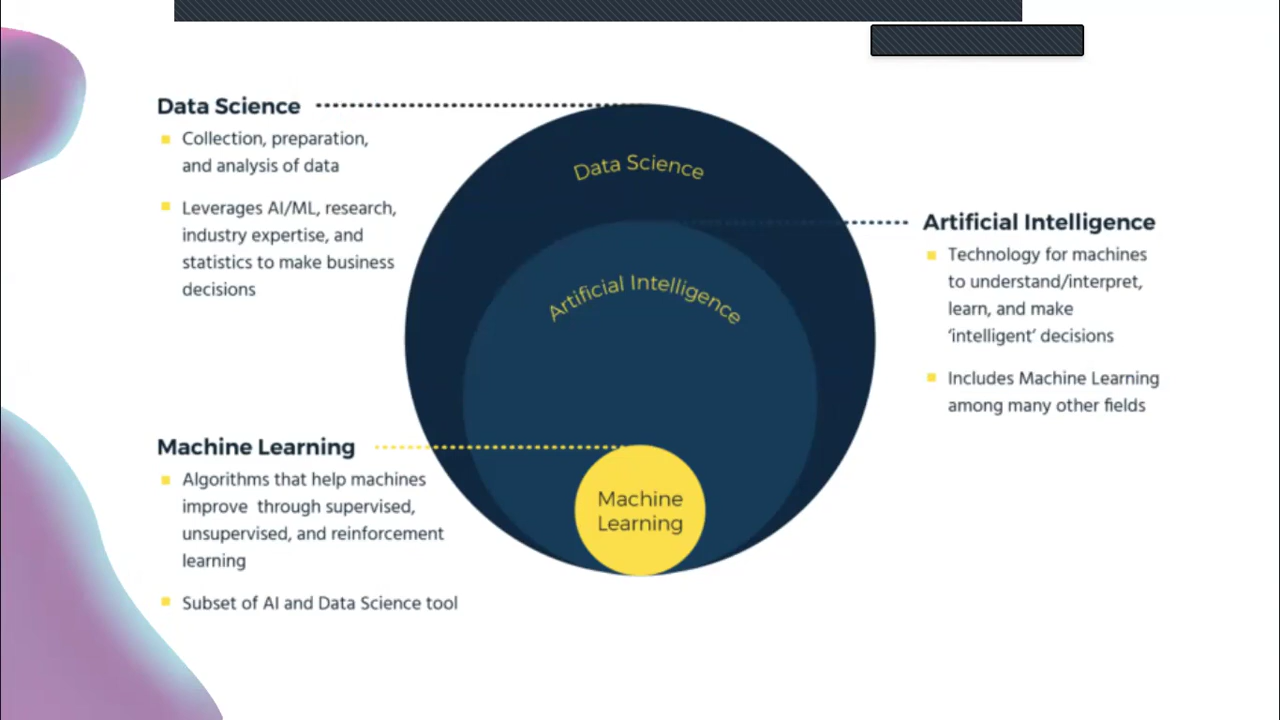 Data Science
Collection, preparation,
and analysis of data
Leverages AI/ML, research,
industry expertise, and
statistics to make business
decisions
Data Science
Artificial Intelligence
Artificial Intelligence
Technology for machines
to understand/interpret,
learn, and make
‘intelligent’ decisions
Includes Machine Learning
among many other fields
Machine Learning
Algorithms that help machines
improve  through supervised,
unsupervised, and reinforcement
learning
Subset of AI and Data Science tool
Machine
Learning